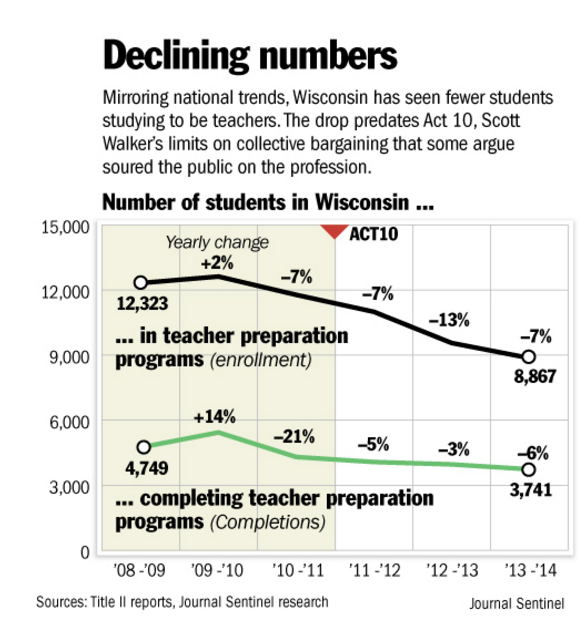 Declining numbers
Mirroring national trends, Wisconsin has seen fewer students
studying to be teachers. The drop predates Act 10, Scott
Walker's limits on collective bargaining that some argue
soured the public on the profession.
Number of students in Wisconsin ...
15,000
ACT10
Yearly change
+2%
–7%
–7%
–13%
–7%
12,000
12,323
... in teacher preparation
programs (enrollment)
9,000
8,867
6,000
+14%
–21%
–5%
–3%
–6%
4,749
3,741
3,000
... completing teacher preparation
programs (Completions)
0
'08 -'09 '09 -'10 '10 -'11 '11 -'12 '12 -'13 '13 -'14
Sources: Title II reports, Journal Sentinel research
Journal Sentinel